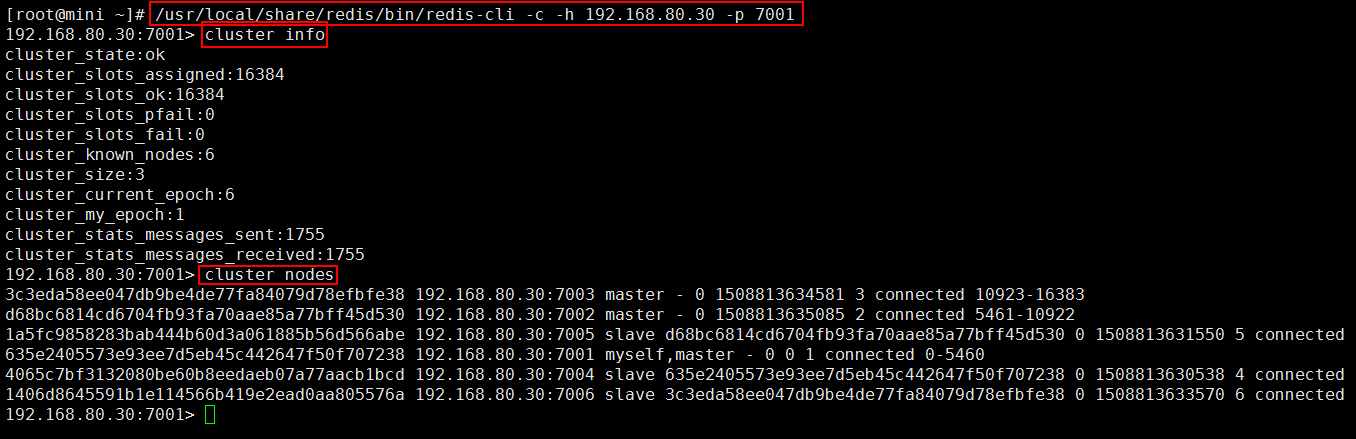 [root@mini ~]# /usr/local/share/redis/bin/redis-cli -c -h 192.168.80.30 -p 7001
192.168.80.30:7001> cluster info
cluster_state:ok
cluster_slots_assigned:16384
cluster_slots_ok:16384
cluster_slots_pfail:0
cluster_slots_fail:0
cluster_known_nodes:6
cluster_size:3
cluster_current_epoch:6
cluster_my_epoch:1
cluster_stats_messages_sent:1755
cluster_stats_messages_received:1755
192.168.80.30:7001> cluster nodes
3c3eda58ee047db9be4de77fa84079d78efbfe38 192.168.80.30:7003 master - 0 1508813634581 3 connected 10923-16383
d68bc6814cd6704fb93fa70aae85a77bff45d530 192.168.80.30:7002 master - 0 1508813635085 2 connected 5461-10922
1a5fc9858283bab444b60d3a061885b56d566abe 192.168.80.30:7005 slave d68bc6814cd6704fb93fa70aae85a77bff45d530 0 1508813631550 5 connected
635e2405573e93ee7d5eb45c442647f50f707238 192.168.80.30:7001 myself,master - 0 0 1 connected 0-5460
4065c7bf3132080be60b8eedaeb07a77aacb1bcd 192.168.80.30:7004 slave 635e2405573e93ee7d5eb45c442647f50f707238 0 1508813630538 4 connected
1406d8645591b1e114566b419e2ead0aa805576a 192.168.80.30:7006 slave 3c3eda58ee047db9be4de77fa84079d78efbfe38 0 1508813633570 6 connected
192.168.80.30:7001>